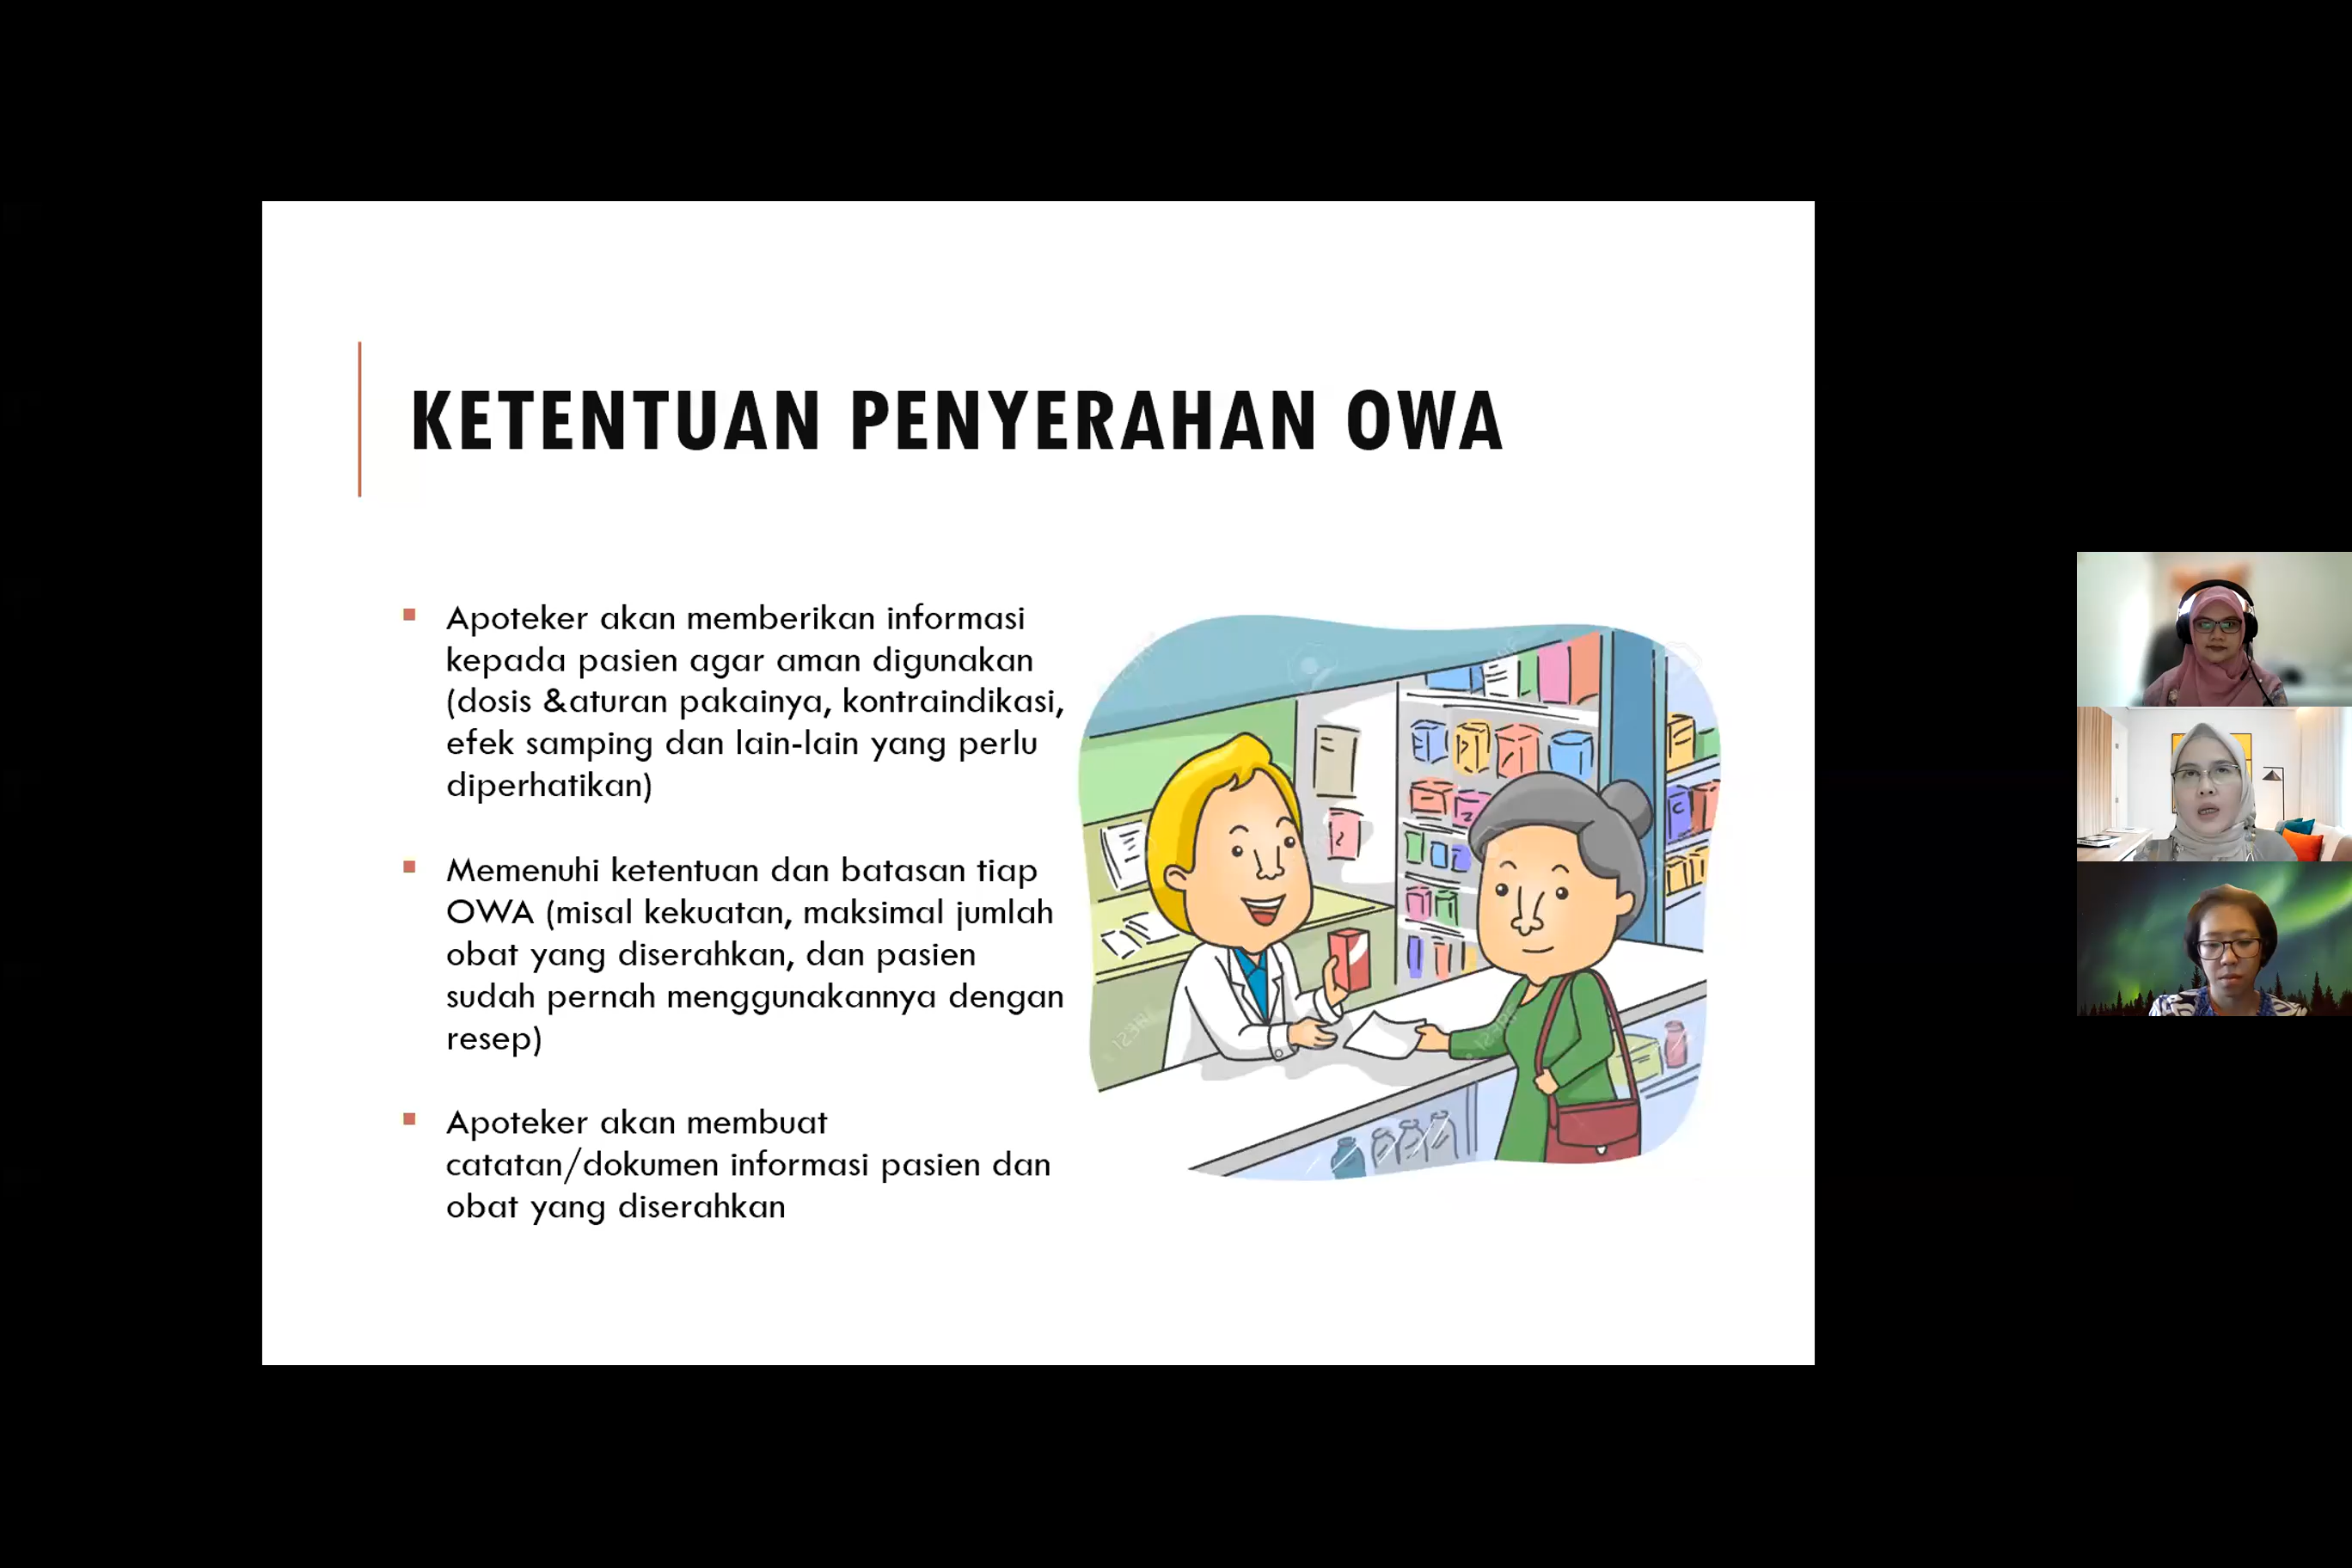 KETENTUAN PENYERAHAN OWA
Apoteker akan memberikan informasi
kepada pasien agar aman digunakan
(dosis &aturan pakainya, kontraindikasi,
efek samping dan lain-lain yang perlu
diperhatikan)
Memenuhi ketentuan dan batasan tiap
OWA (misal kekuatan, maksimal jumlah
obat yang diserahkan, dan pasien
sudah pernah menggunakannya dengan
resep)
Apoteker akan membuat
catatan/dokumen informasi pasien dan
obat yang diserahkan